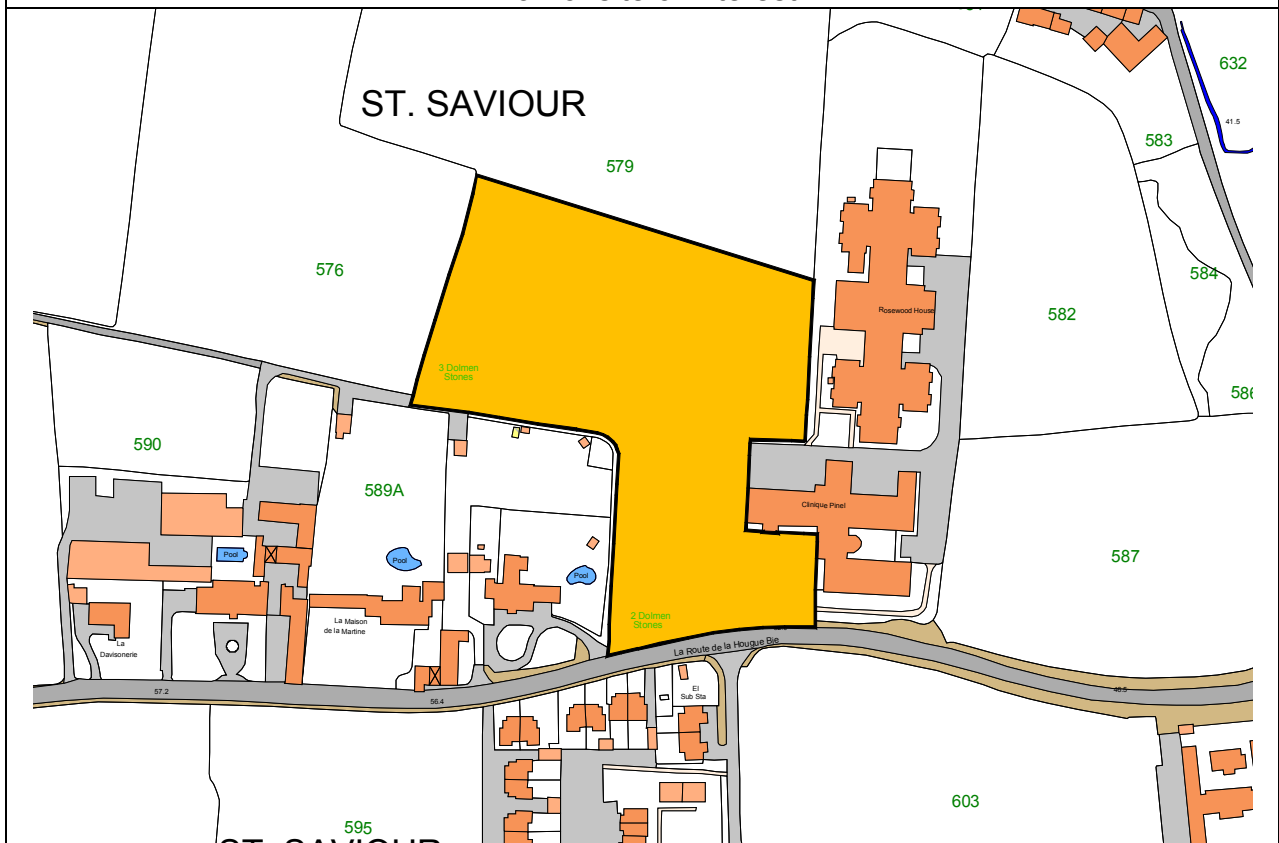 632
ST. SAVIOUR
41.5
583
579
576
584
Rosewood House
582
3 Dolmen
Stones
586
590
589A
Clinique Pinel
Pool
Pool
587
Pool
2 Dolmen
Stones
La Maison
de la Martine
La
Davisonerie
La Route de la Hougue Bie
57.2
56.4
El
Sub Sta
46.5
603
595
ST. SAVIOUR